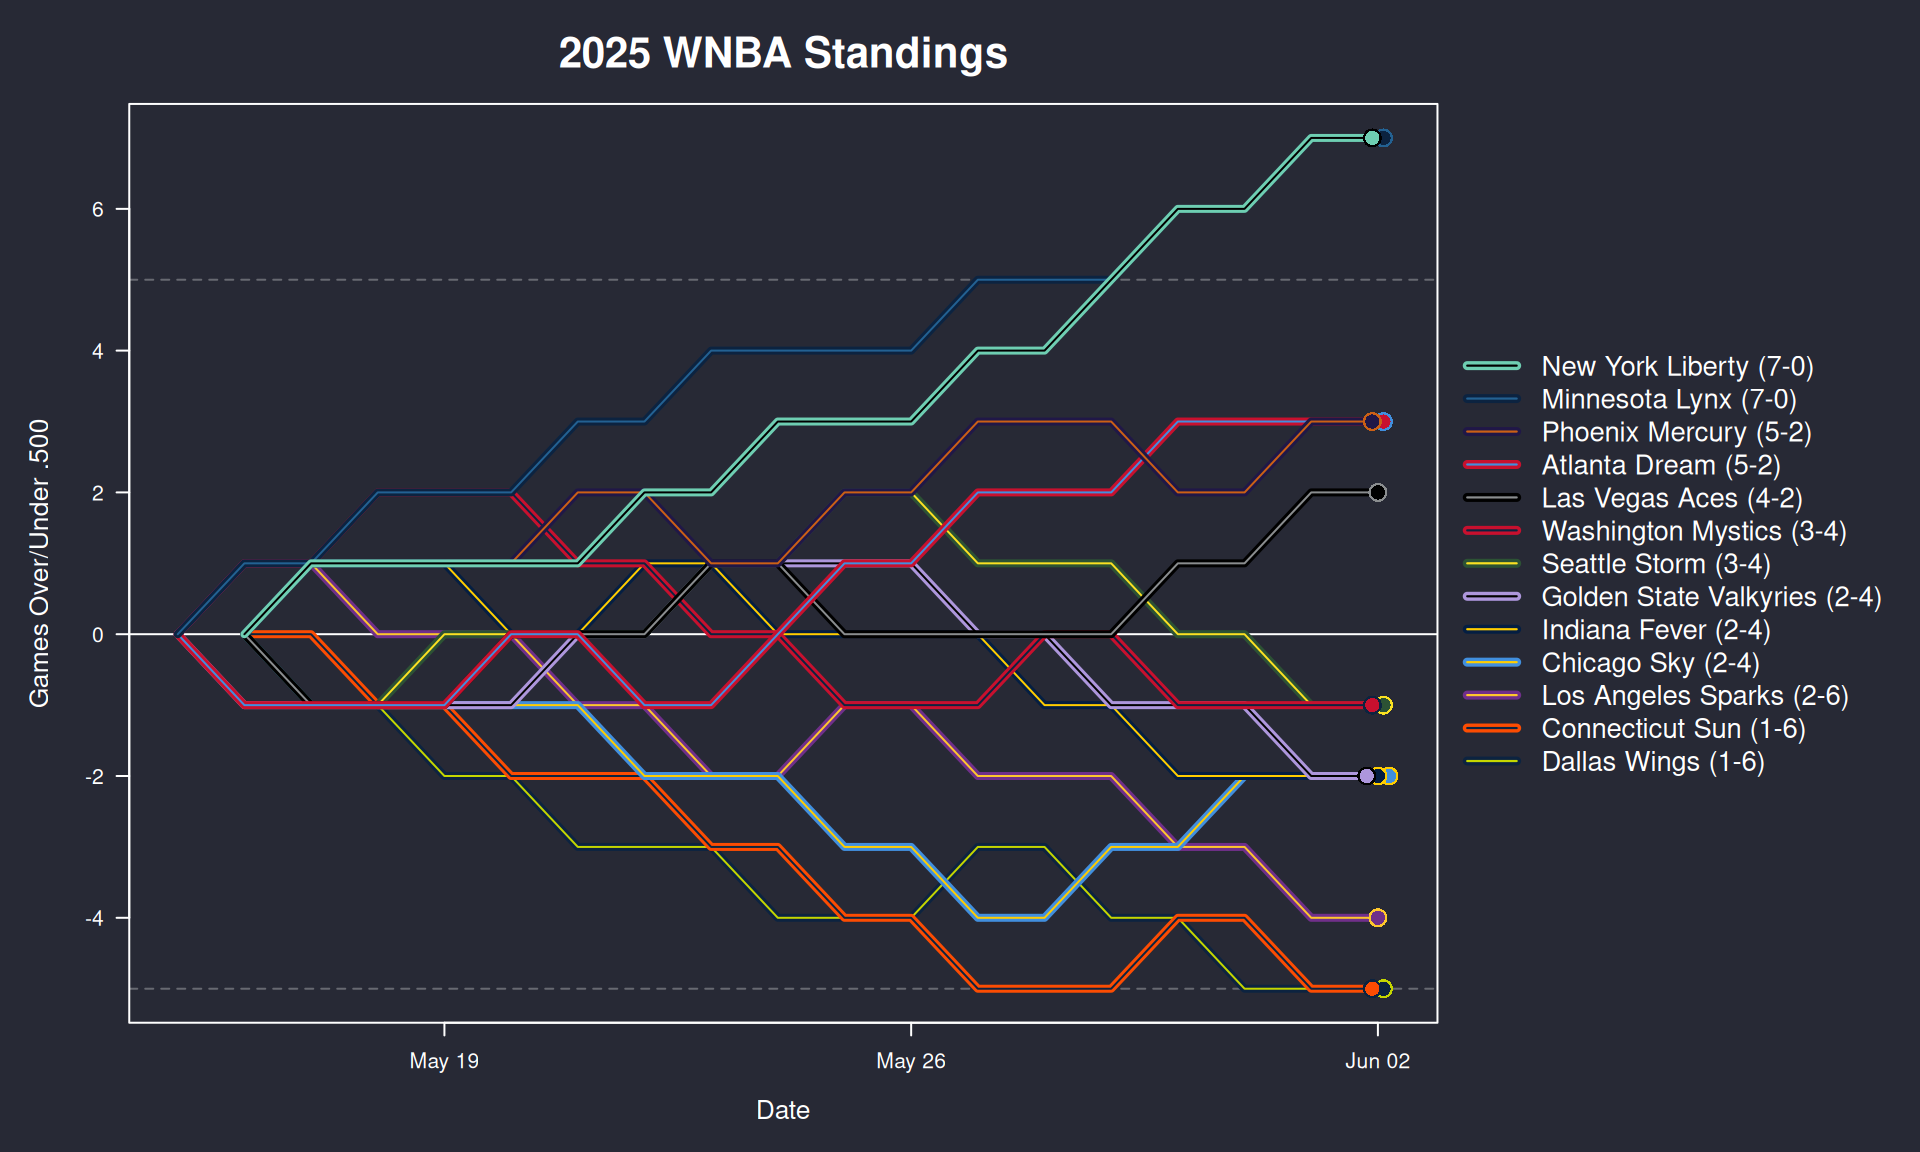 2025 WNBA Standings
Games Over/Under .500
6
4
2
0
-2
-4
May 19
May 26
Jun 02
Date
New York Liberty (7-0)
Minnesota Lynx (7-0)
Phoenix Mercury (5-2)
Atlanta Dream (5-2)
Las Vegas Aces (4-2)
Washington Mystics (3-4)
Seattle Storm (3-4)
Golden State Valkyries (2-4)
Indiana Fever (2-4)
Chicago Sky (2-4)
Los Angeles Sparks (2-6)
Connecticut Sun (1-6)
Dallas Wings (1-6)